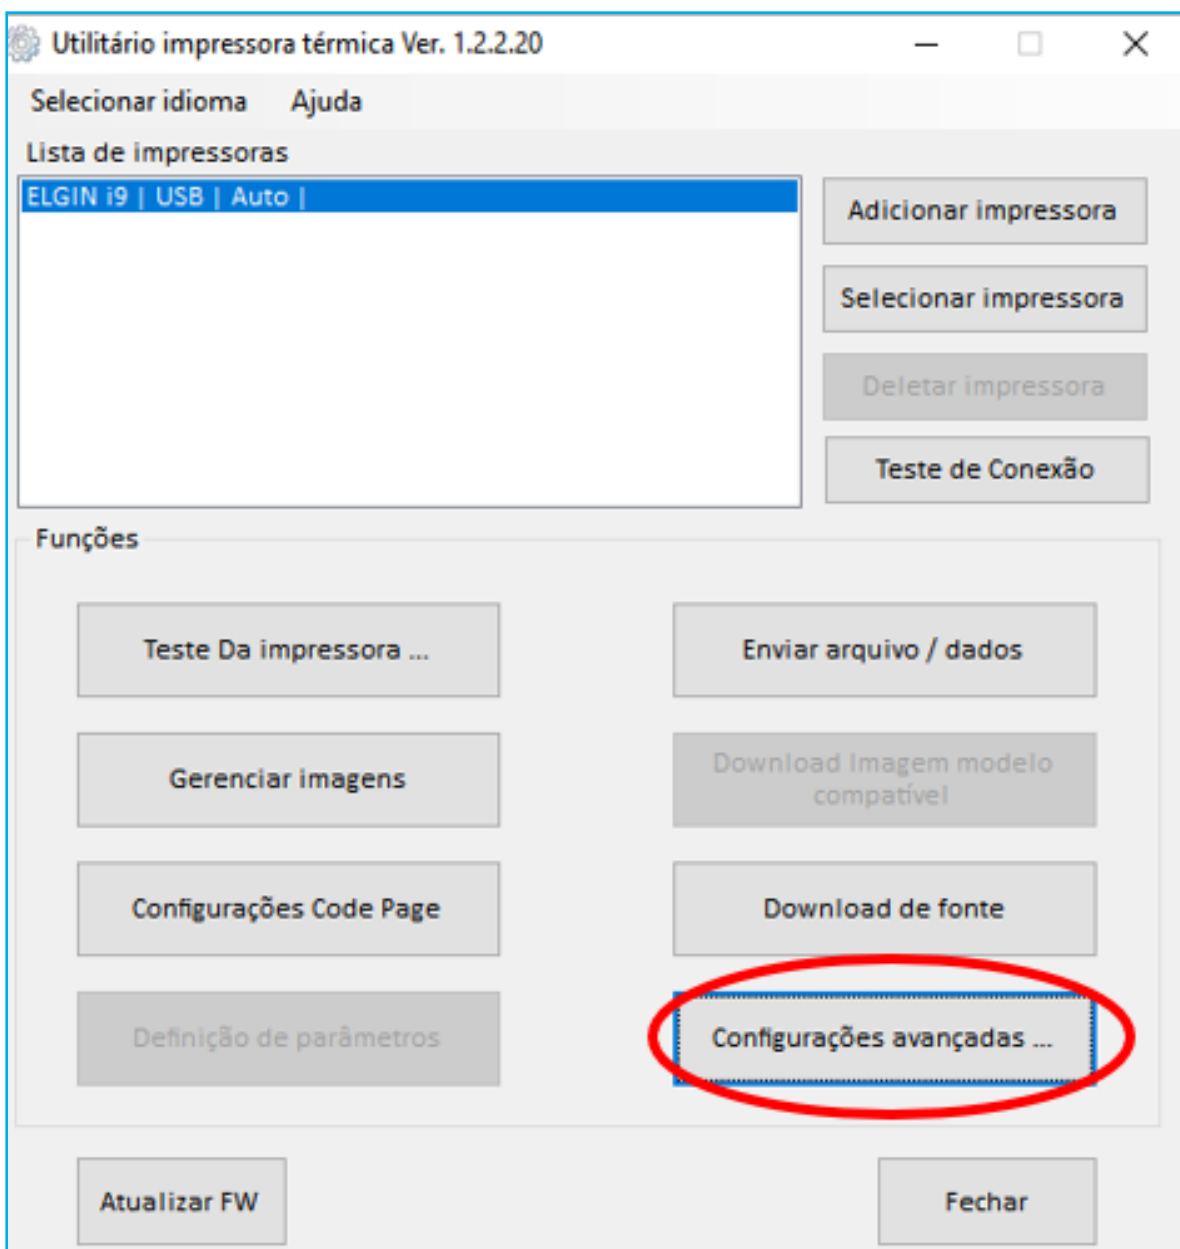 Utilitário impressora térmica Ver. 1.2.2.20
Selecionar idioma Ajuda
Lista de impressoras
ELGIN i9 | USB | Auto |
Adicionar impressora
Selecionar impressora
Deletar impressora
Teste de Conexão
Funções
Teste Da impressora ...
Enviar arquivo / dados
Gerenciar imagens
Download Imagem modelo
compatível
Configurações Code Page
Download de fonte
Definição de parâmetros
Configurações avançadas ...
Atualizar FW
Fechar